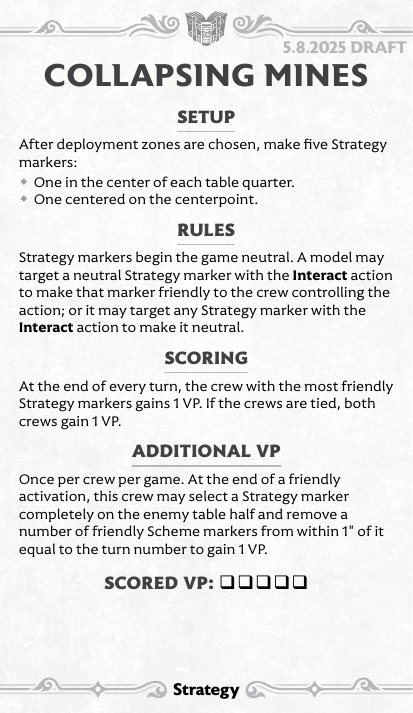 5.8.2025 DRAFT
COLLAPSING MINES
SETUP
After deployment zones are chosen, make five Strategy
markers:
◆ One in the center of each table quarter.
◆ One centered on the centerpoint.
RULES
Strategy markers begin the game neutral. A model may
target a neutral Strategy marker with the Interact action
to make that marker friendly to the crew controlling the
action; or it may target any Strategy marker with the
Interact action to make it neutral.
SCORING
At the end of every turn, the crew with the most friendly
Strategy markers gains 1 VP. If the crews are tied, both
crews gain 1 VP.
ADDITIONAL VP
Once per crew per game. At the end of a friendly
activation, this crew may select a Strategy marker
completely on the enemy table half and remove a
number of friendly Scheme markers from within 1" of it
equal to the turn number to gain 1 VP.
SCORED VP: ❑❑❑❑❑
Strategy